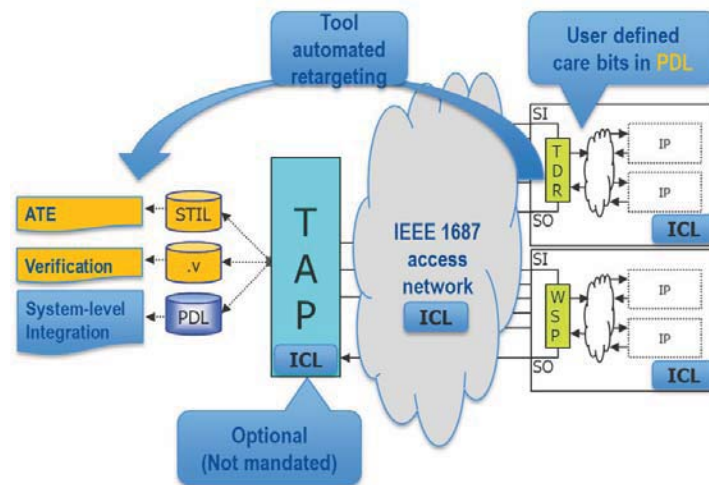 Tool
automated
retargeting
User defined
care bits in PDL
SI
T
D
R
IP
IP
SO
ICL
ATE
STIL
Verification
.v
System-level
Integration
PDL
T
A
P
ICL
IEEE 1687
access
network
ICL
SI
W
S
P
IP
IP
SO
ICL
Optional
(Not mandated)